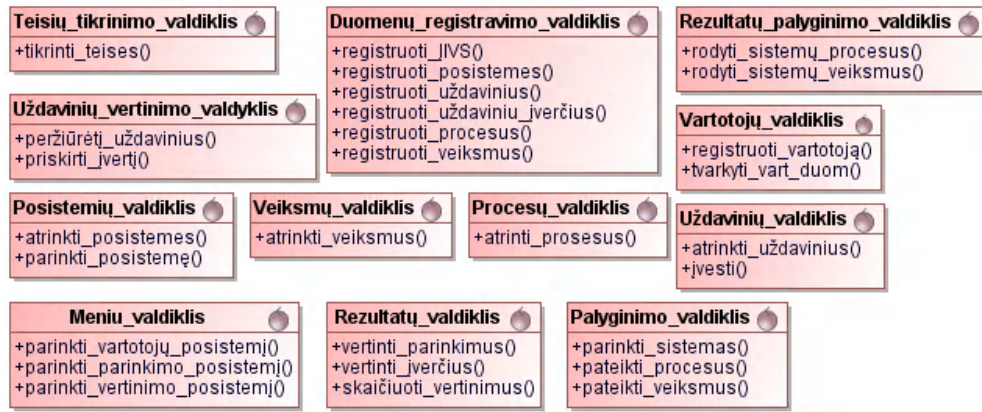 Teisių_tikrinimo_valdiklis
+tikrinti_teises()
Duomenų_registravimo_valdiklis
+registruoti_ĮIVS()
+registruoti_posistemes()
+registruoti_uždavinius()
+registruoti_uždaviniu_įverčius()
+registruoti_procesus()
+registruoti_veiksmus()
Rezultatų_palyginimo_valdiklis
+rodyti_sistemų_procesus()
+rodyti_sistemų_veiksmus()
Uždavinių_vertinimo_valdyklis
+peržiūrėtį_uždavinius()
+priskirti_įvertį()
Vartotojų_valdiklis
+registruoti_vartotoją()
+tvarkyti_vart_duom()
Posistemių_valdiklis
+atrinkti_posistemes()
+parinkti_posistemę()
Veiksmų_valdiklis
+atrinkti_veiksmus()
Procesų_valdiklis
+atrinti_prosesus()
Uždavinių_valdiklis
+atrinkti_uždavinius()
+įvesti()
Meniu_valdiklis
+parinkti_vartotojų_posistemį()
+parinkti_parinkimo_posistemį()
+parinkti_vertinimo_posistemį()
Rezultatų_valdiklis
+vertinti_parinkimus()
+vertinti_įverčius()
+skaičiuoti_vertinimus()
Palyginimo_valdiklis
+parinkti_sistemas()
+pateikti_procesus()
+pateikti_veiksmus()